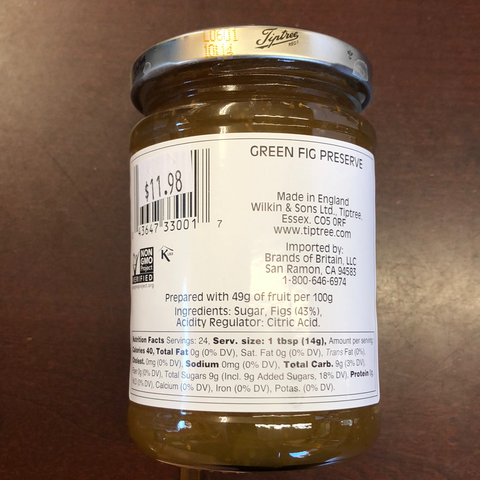 L0601
10:14
Tiptree
GREEN FIG PRESERVE
$11.98
43647 33001 7
Made in England
Wilkin & Sons Ltd., Tiptree,
Essex. CO5 0RF
www.tiptree.com
Imported by:
Brands of Britain, LLC
San Ramon, CA 94583
1-800-646-6974
NON
GMO
Project
VERIFIED
K
Prepared with 49g of fruit per 100g
Ingredients: Sugar, Figs (43%),
Acidity Regulator: Citric Acid.
Nutrition Facts Servings: 24, Serv. size: 1 tbsp (14g), Amount per serving:
Calories 40, Total Fat 0g (0% DV), Sat. Fat 0g (0% DV), Trans Fat 0g (0%),
Cholest. 0mg (0% DV), Sodium 0mg (0% DV), Total Carb. 9g (3% DV),
0g (0% DV), Total Sugars 9g (Incl. 9g Added Sugars, 18% DV), Protein
(0% DV), Calcium (0% DV), Iron (0% DV), Potas. (0% DV).